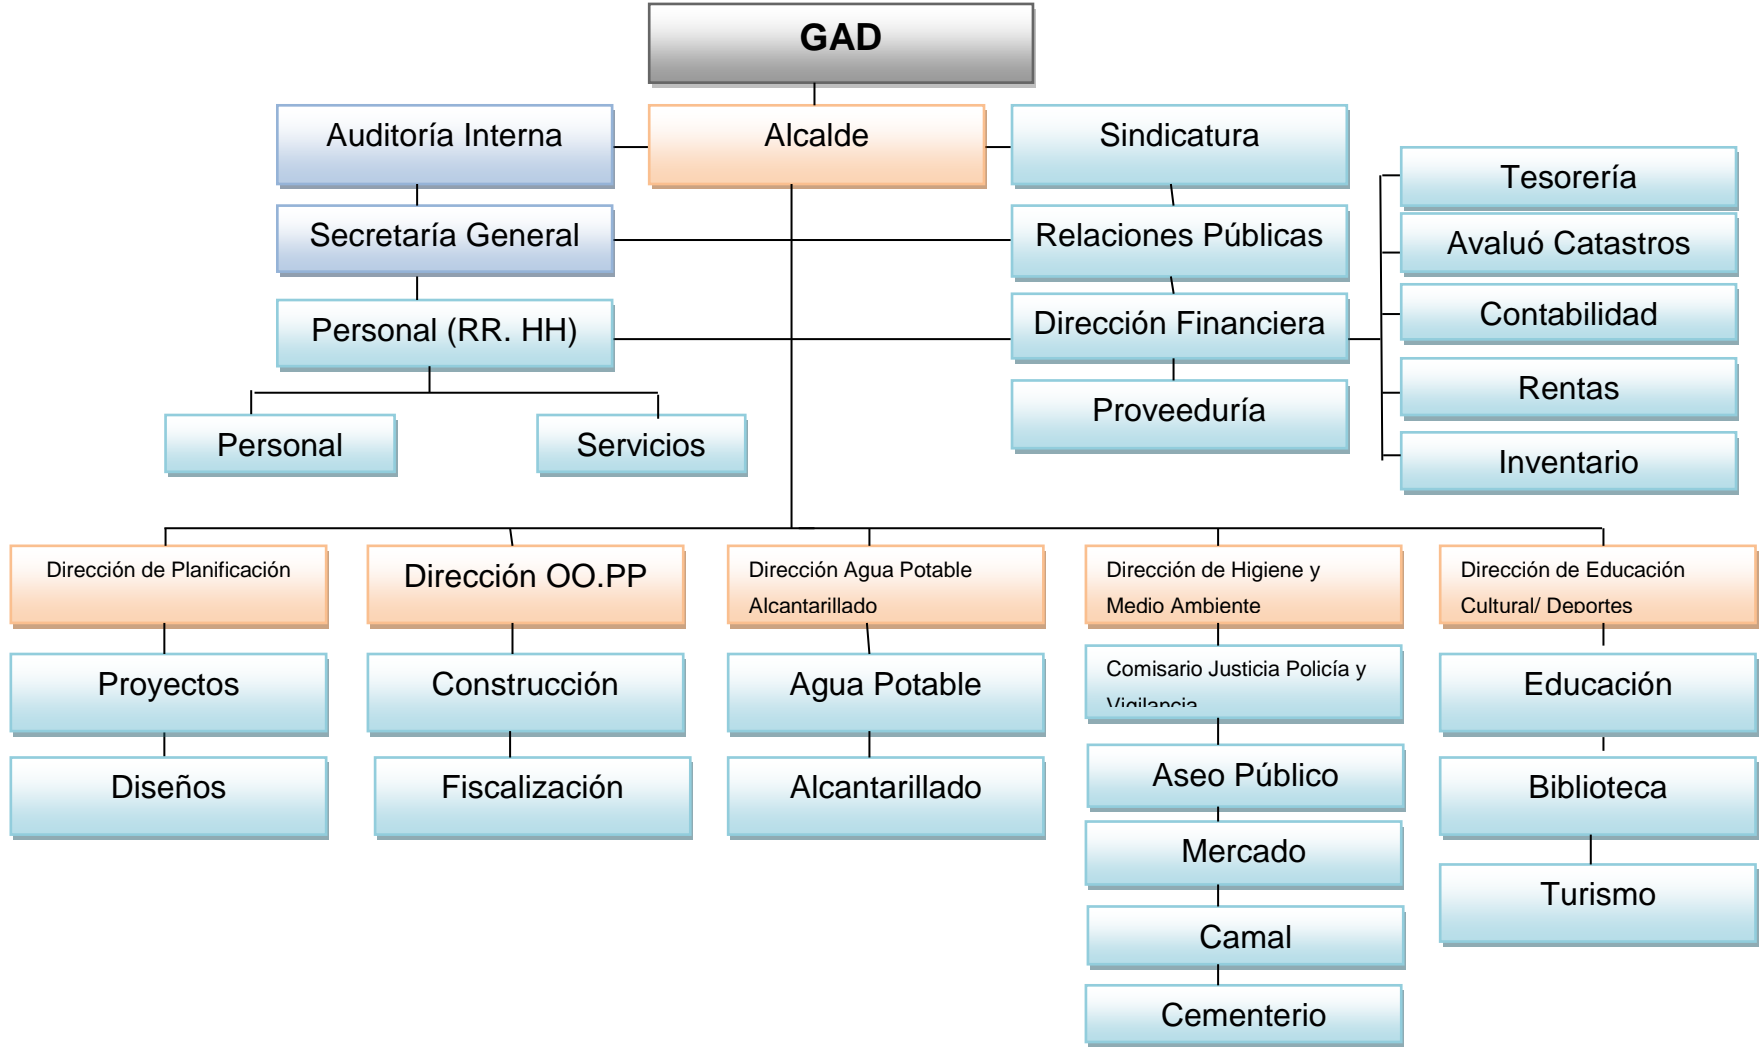 GAD
Auditoría Interna
Alcalde
Sindicatura
Tesorería
Secretaría General
Relaciones Públicas
Avaluó Catastros
Personal (RR. HH)
Dirección Financiera
Contabilidad
Proveeduría
Rentas
Personal
Servicios
Inventario
Dirección de Planificación
Dirección OO.PP
Dirección Agua Potable
Alcantarillado
Dirección de Higiene y
Medio Ambiente
Dirección de Educación
Cultural/ Deportes
Proyectos
Construcción
Agua Potable
Comisario Justicia Policía y
Vigilancia
Educación
Diseños
Fiscalización
Alcantarillado
Aseo Público
Biblioteca
Mercado
Turismo
Camal
Cementerio